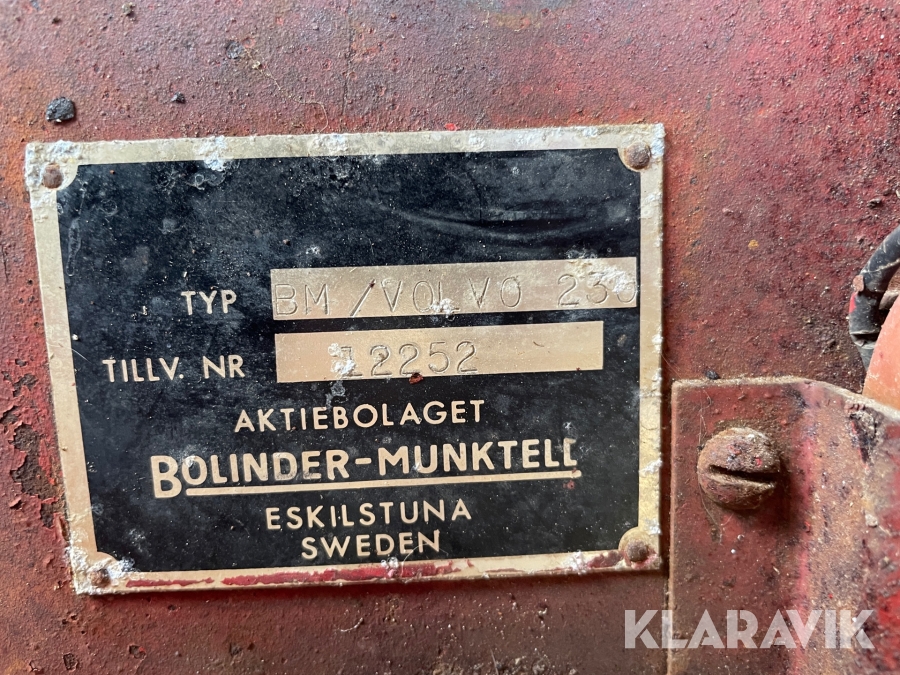 TYP BM/VOLVO 230
TILLV. NR 12252
AKTIEBOLAGET
BOLINDER-MUNKTELL
ESKILSTUNA
SWEDEN
KLARAVIK